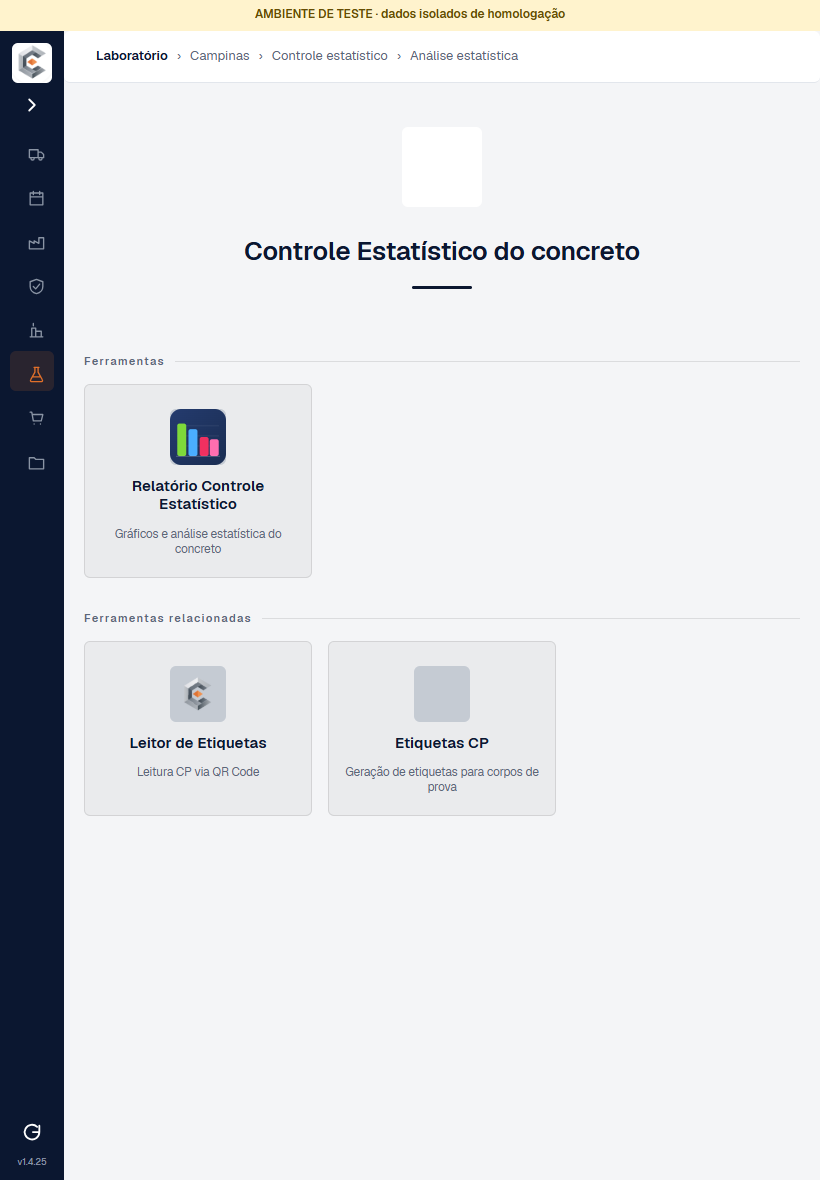 AMBIENTE DE TESTE · dados isolados de homologação
Laboratório › Campinas › Controle estatístico › Análise estatística
Controle Estatístico do concreto
Ferramentas
Relatório Controle
Estatístico
Gráficos e análise estatística do
concreto
Ferramentas relacionadas
Leitor de Etiquetas
Leitura CP via QR Code
Etiquetas CP
Geração de etiquetas para corpos de
prova
v1.4.25